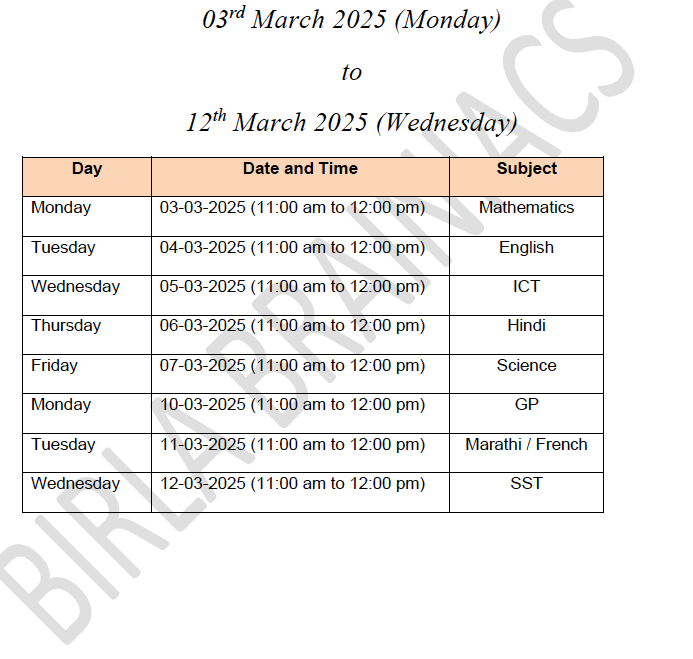 03rd March 2025 (Monday)
to
12th March 2025 (Wednesday)
Day Date and Time Subject
Monday 03-03-2025 (11:00 am to 12:00 pm) Mathematics
Tuesday 04-03-2025 (11:00 am to 12:00 pm) English
Wednesday 05-03-2025 (11:00 am to 12:00 pm) ICT
Thursday 06-03-2025 (11:00 am to 12:00 pm) Hindi
Friday 07-03-2025 (11:00 am to 12:00 pm) Science
Monday 10-03-2025 (11:00 am to 12:00 pm) GP
Tuesday 11-03-2025 (11:00 am to 12:00 pm) Marathi / French
Wednesday 12-03-2025 (11:00 am to 12:00 pm) SST
BIRLA BRAINIACS